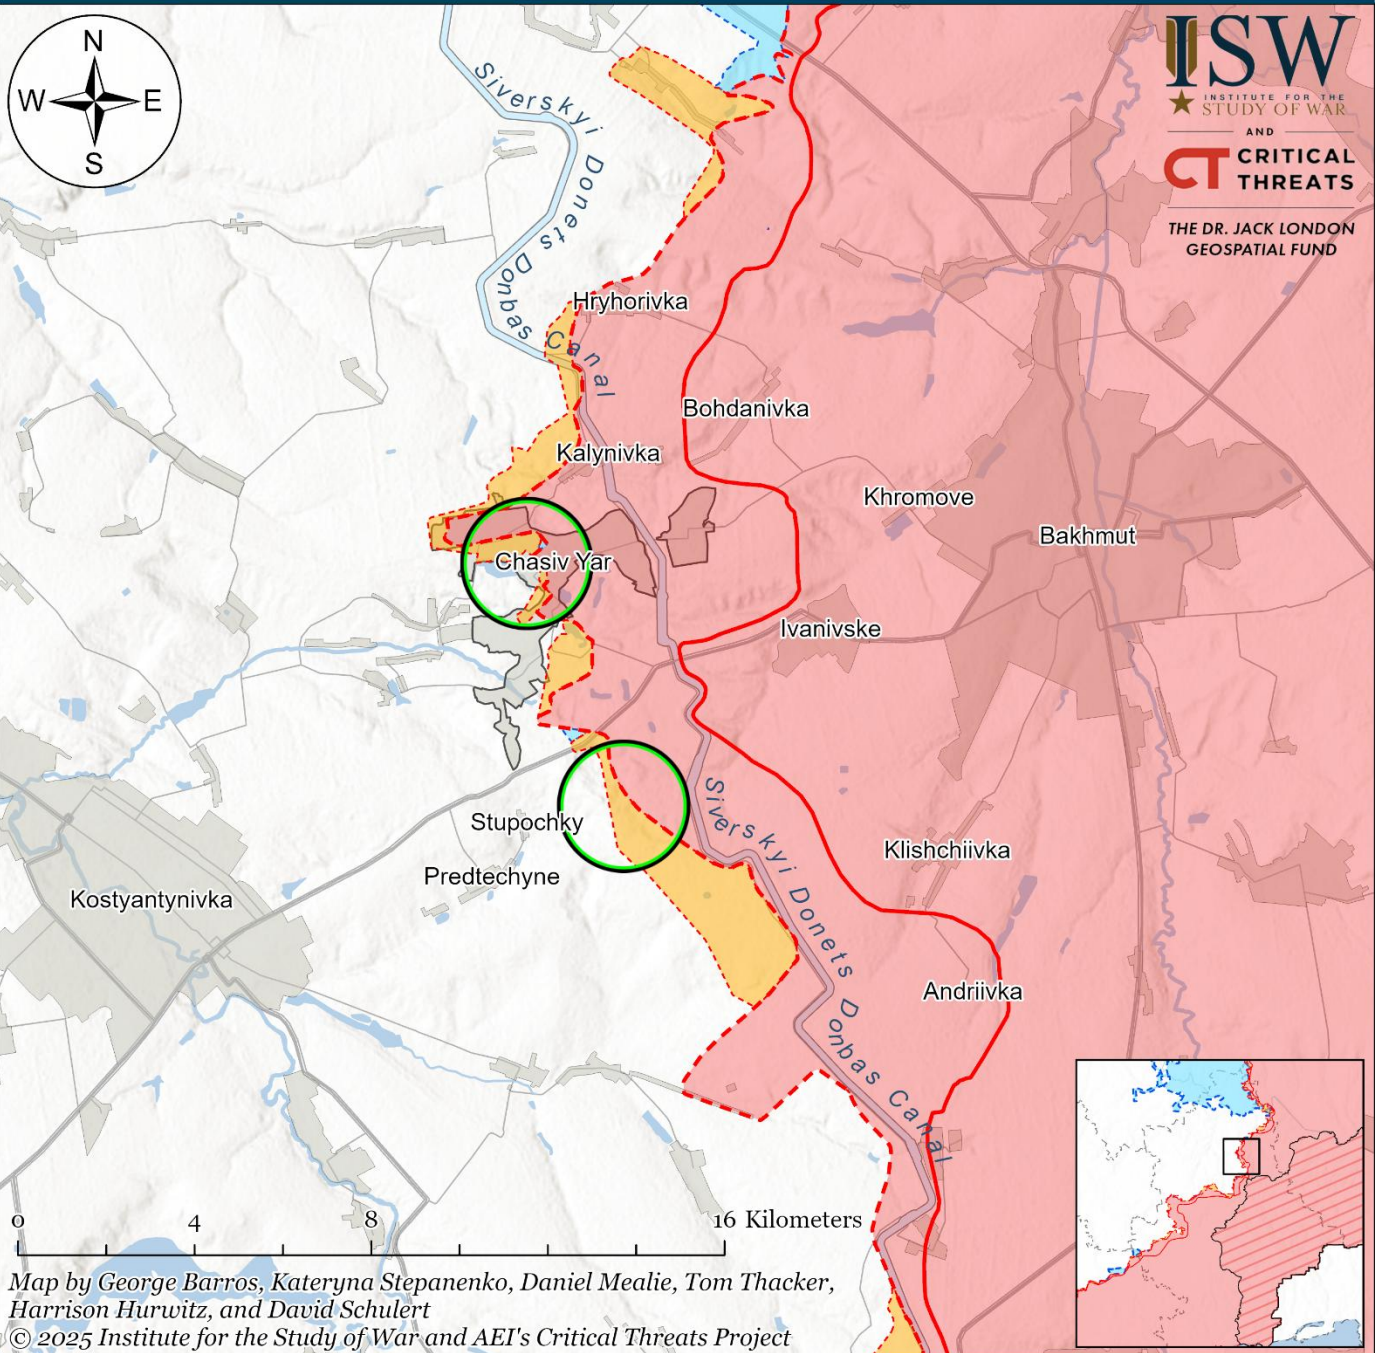 N
W
E
S
ISW
INSTITUTE FOR THE
STUDY OF WAR
AND
CT CRITICAL
THREATS
THE DR. JACK LONDON
GEOSPATIAL FUND
Siverskyi Donets Donbas Canal
Hryhorivka
Bohdanivka
Kalynivka
Khromove
Bakhmut
Chasiv Yar
Ivanivske
Siverskyi Donets Donbas Canal
Stupochky
Klishchiivka
Predtechyne
Kostyantynivka
Andriivka
0 4 8 16 Kilometers
Map by George Barros, Kateryna Stepanenko, Daniel Mealie, Tom Thacker,
Harrison Hurwitz, and David Schulert
© 2025 Institute for the Study of War and AEI's Critical Threats Project